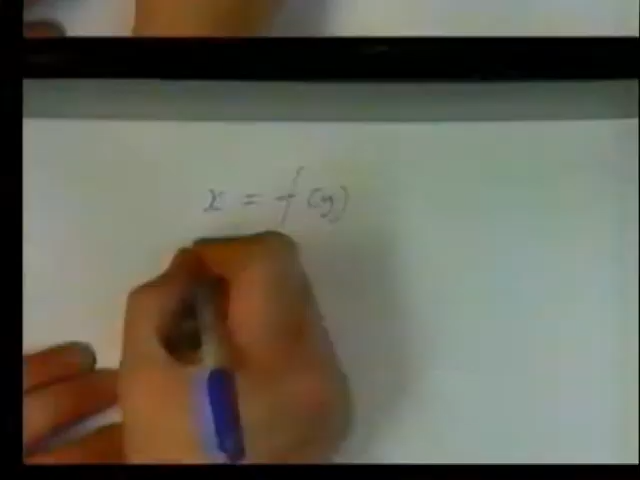 x = f(y)